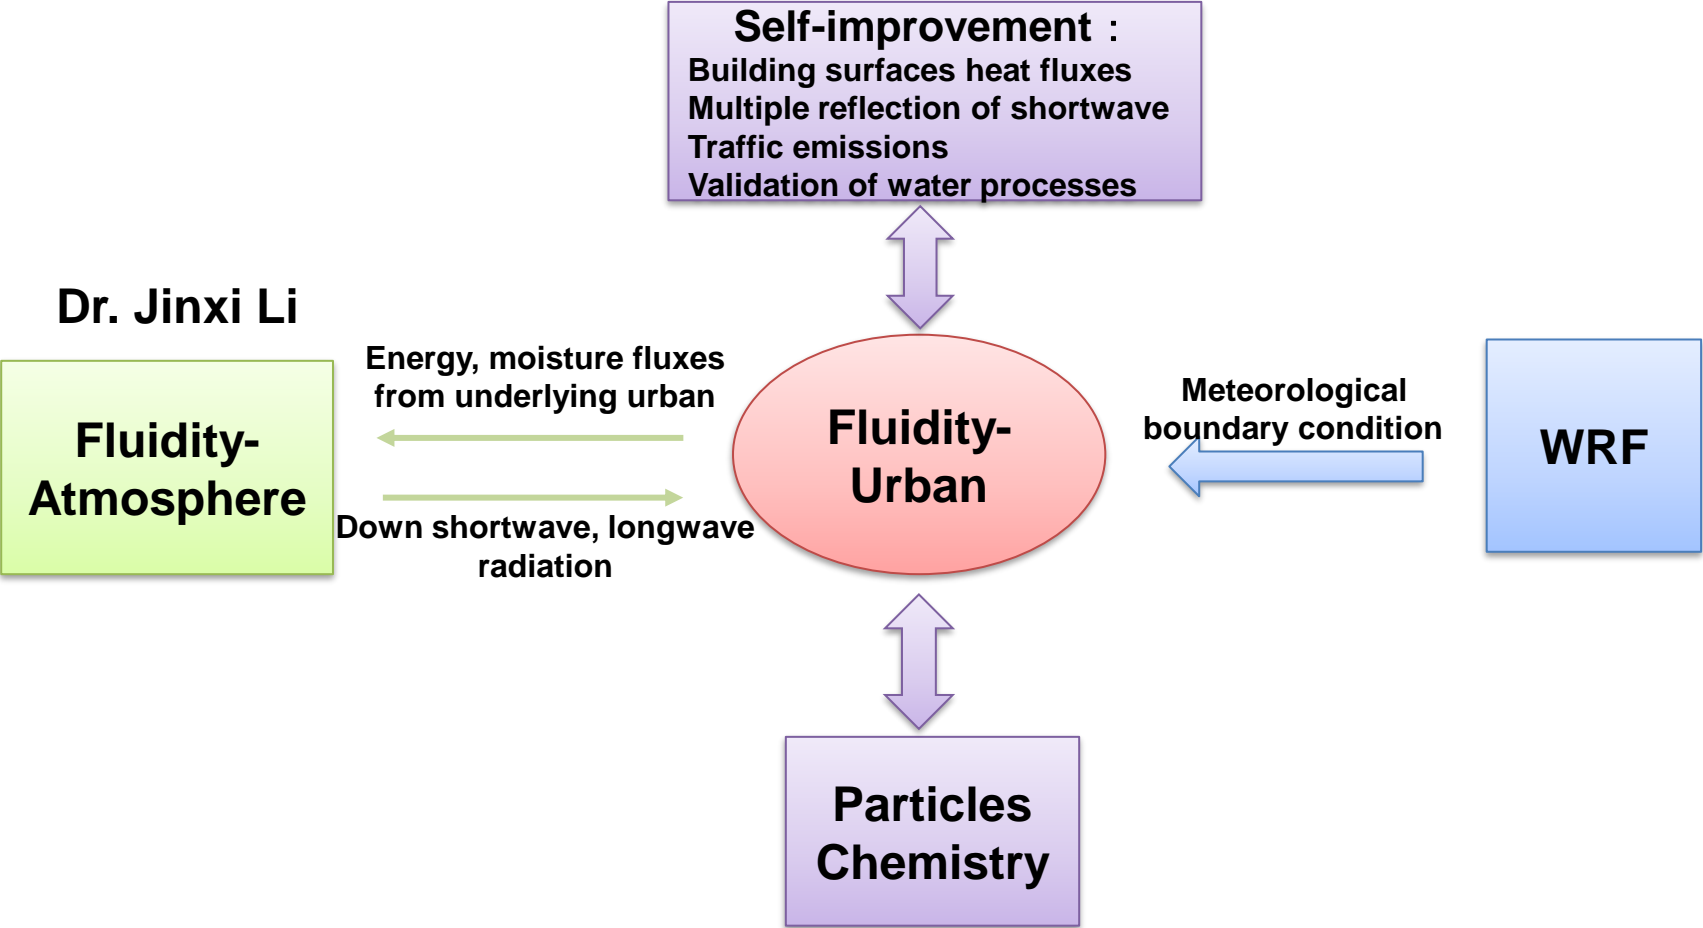 Self-improvement：
Building surfaces heat fluxes
Multiple reflection of shortwave
Traffic emissions
Validation of water processes
Dr. Jinxi Li
Fluidity-
Atmosphere
Energy, moisture fluxes
from underlying urban
Down shortwave, longwave
radiation
Fluidity-
Urban
Meteorological
boundary condition
WRF
Particles
Chemistry